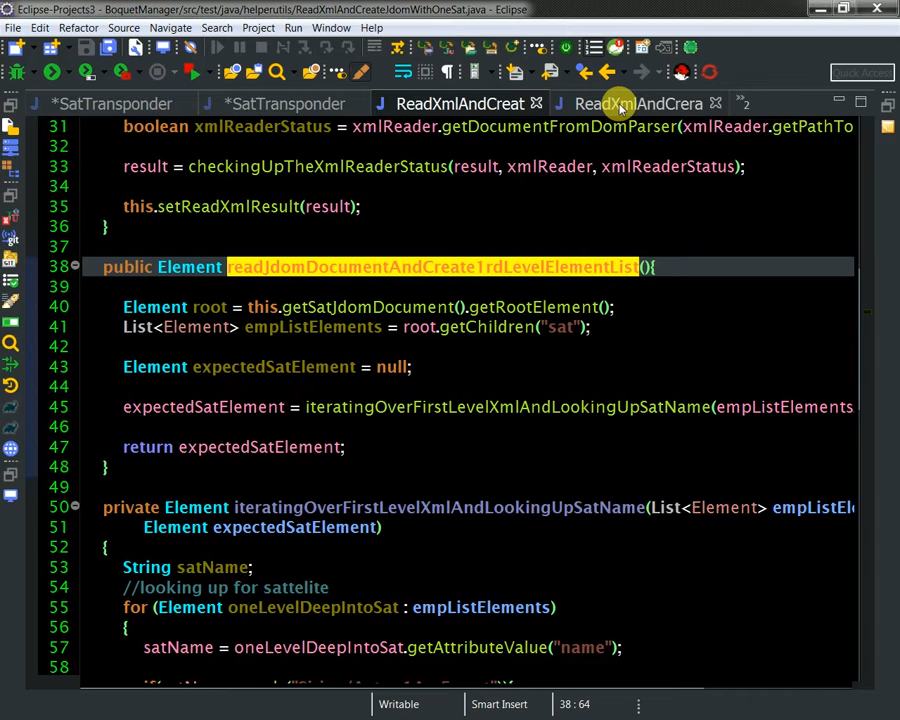 Eclipse-Projects3 - BoquetManager/src/test/java/helperutils/ReadXmlAndCreateJdomWithOneSat.java - Eclipse
File Edit Refactor Source Navigate Search Project Run Window Help
Quick Access
*SatTransponder *SatTransponder ReadXmlAndCreat ReadXmlAndCrera »2
31 boolean xmlReaderStatus = xmlReader.getDocumentFromDomParser(xmlReader.getPathTo
32
33 result = checkingUpTheXmlReaderStatus(result, xmlReader, xmlReaderStatus);
34
35 this.setReadXmlResult(result);
36 }
37
38 public Element readJdomDocumentAndCreate1rdLevelElementList(){
39
40 Element root = this.getSatJdomDocument().getRootElement();
41 List<Element> empListElements = root.getChildren("sat");
42
43 Element expectedSatElement = null;
44
45 expectedSatElement = iteratingOverFirstLevelXmlAndLookingUpSatName(empListElements
46
47 return expectedSatElement;
48 }
49
50 private Element iteratingOverFirstLevelXmlAndLookingUpSatName(List<Element> empListEl
51 Element expectedSatElement)
52 {
53 String satName;
54 //looking up for sattelite
55 for (Element oneLevelDeepIntoSat : empListElements)
56 {
57 satName = oneLevelDeepIntoSat.getAttributeValue("name");
58
Writable Smart Insert 38 : 64